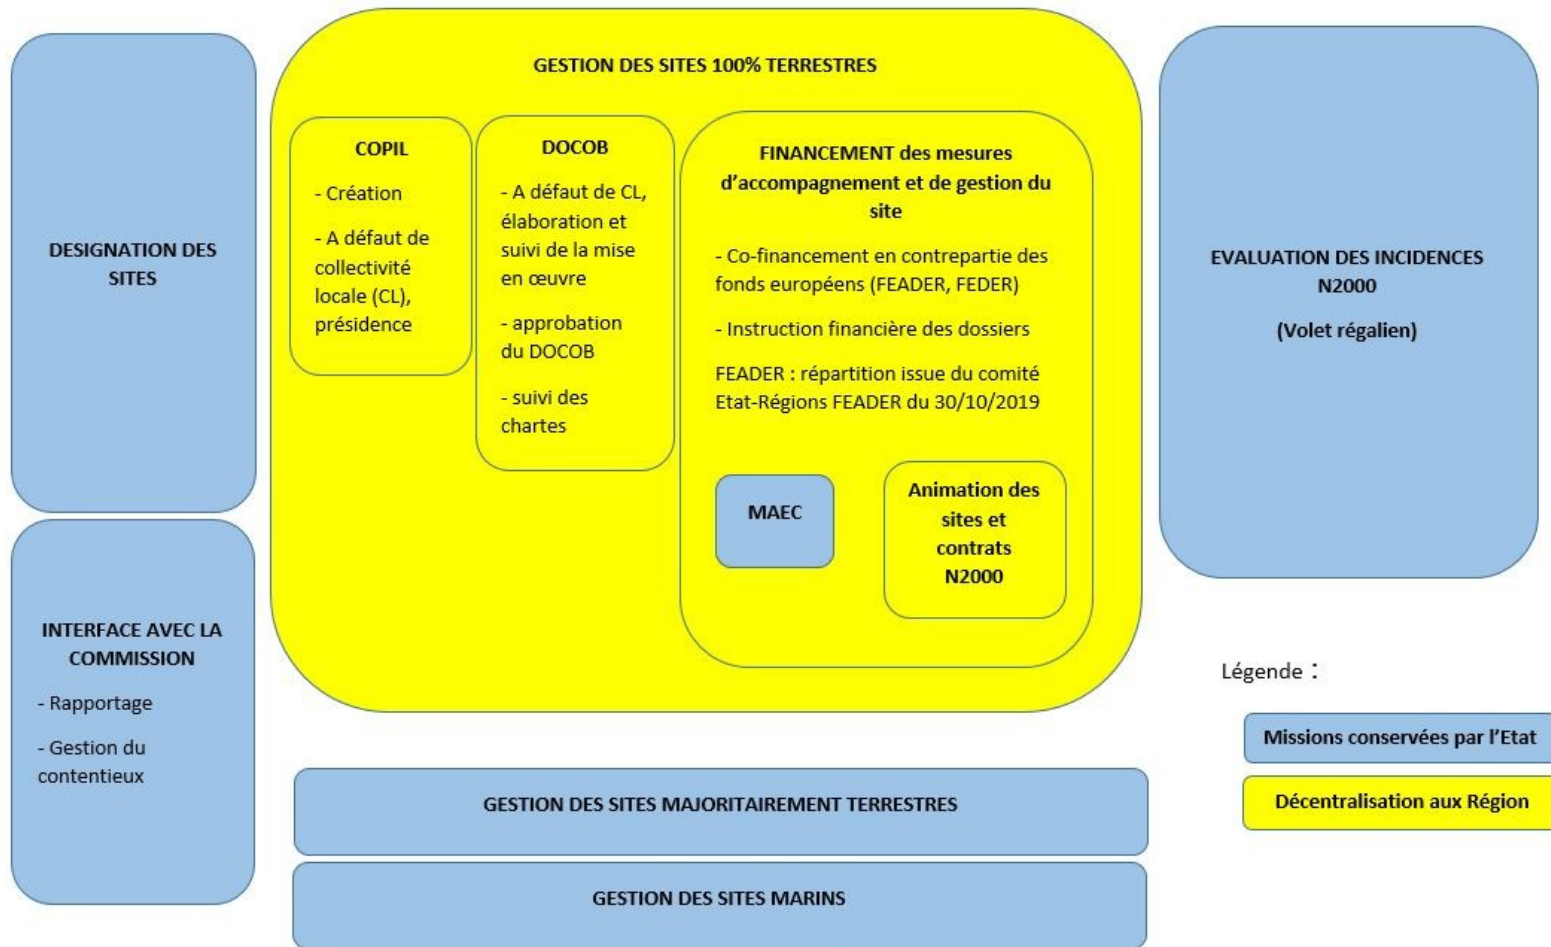 DESIGNATION DES
SITES
INTERFACE AVEC LA
COMMISSION
- Rapportage
- Gestion du
contentieux
GESTION DES SITES 100% TERRESTRES
COPIL
- Création
- A défaut de
collectivité
locale (CL),
présidence
DOCOB
- A défaut de CL,
élaboration et
suivi de la mise
en œuvre
- approbation
du DOCOB
- suivi des
chartes
FINANCEMENT des mesures
d'accompagnement et de gestion du
site
- Co-financement en contrepartie des
fonds européens (FEADER, FEDER)
- Instruction financière des dossiers
FEADER : répartition issue du comité
Etat-Régions FEADER du 30/10/2019
MAEC
Animation des
sites et
contrats
N2000
GESTION DES SITES MAJORITAIREMENT TERRESTRES
GESTION DES SITES MARINS
EVALUATION DES INCIDENCES
N2000
(Volet régalien)
Légende :
Missions conservées par l'Etat
Décentralisation aux Région